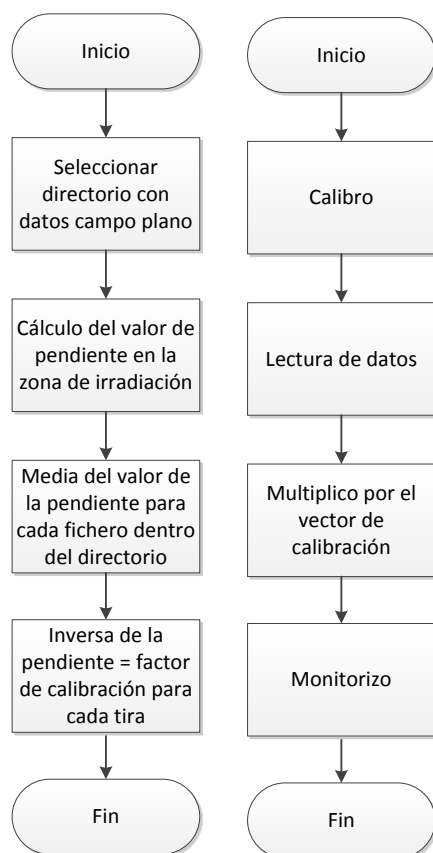 Inicio
Seleccionar
directorio con
datos campo plano
Cálculo del valor de
pendiente en la
zona de irradiación
Media del valor de
la pendiente para
cada fichero dentro
del directorio
Inversa de la
pendiente = factor
de calibración para
cada tira
Fin
Inicio
Calibro
Lectura de datos
Multiplico por el
vector de
calibración
Monitorizo
Fin